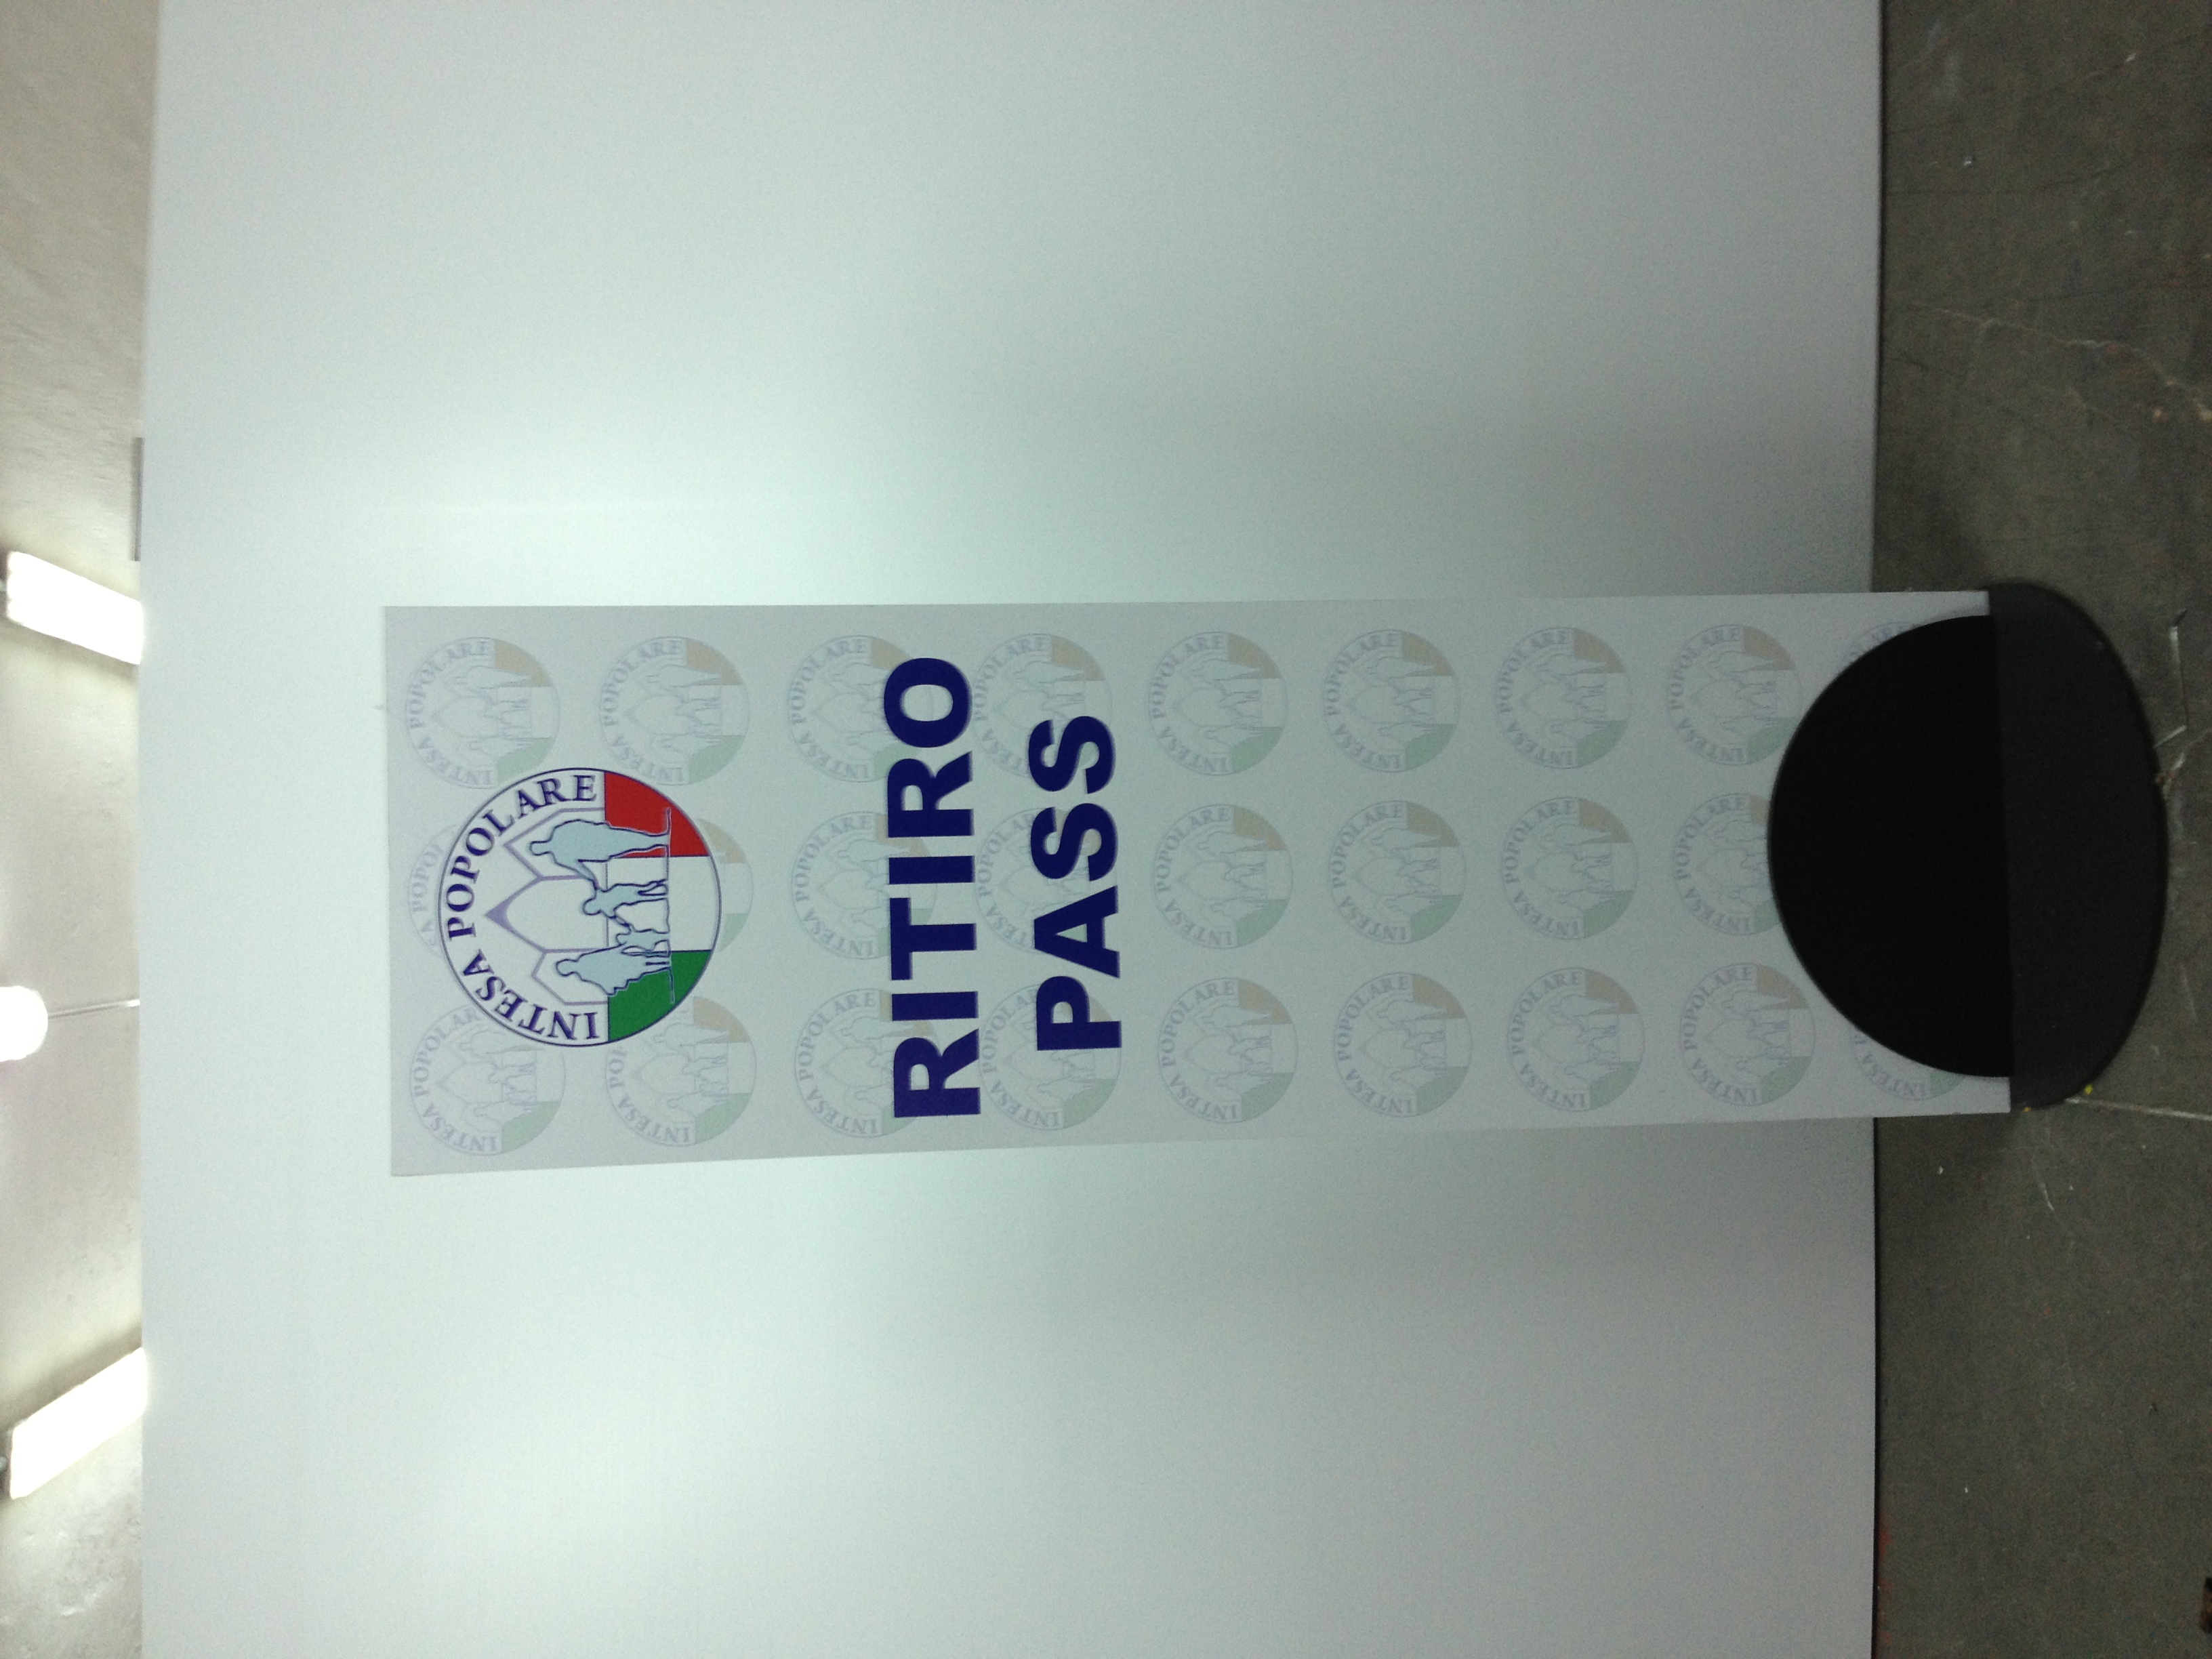 INTESA POPOLARE
RITIRO
PASS